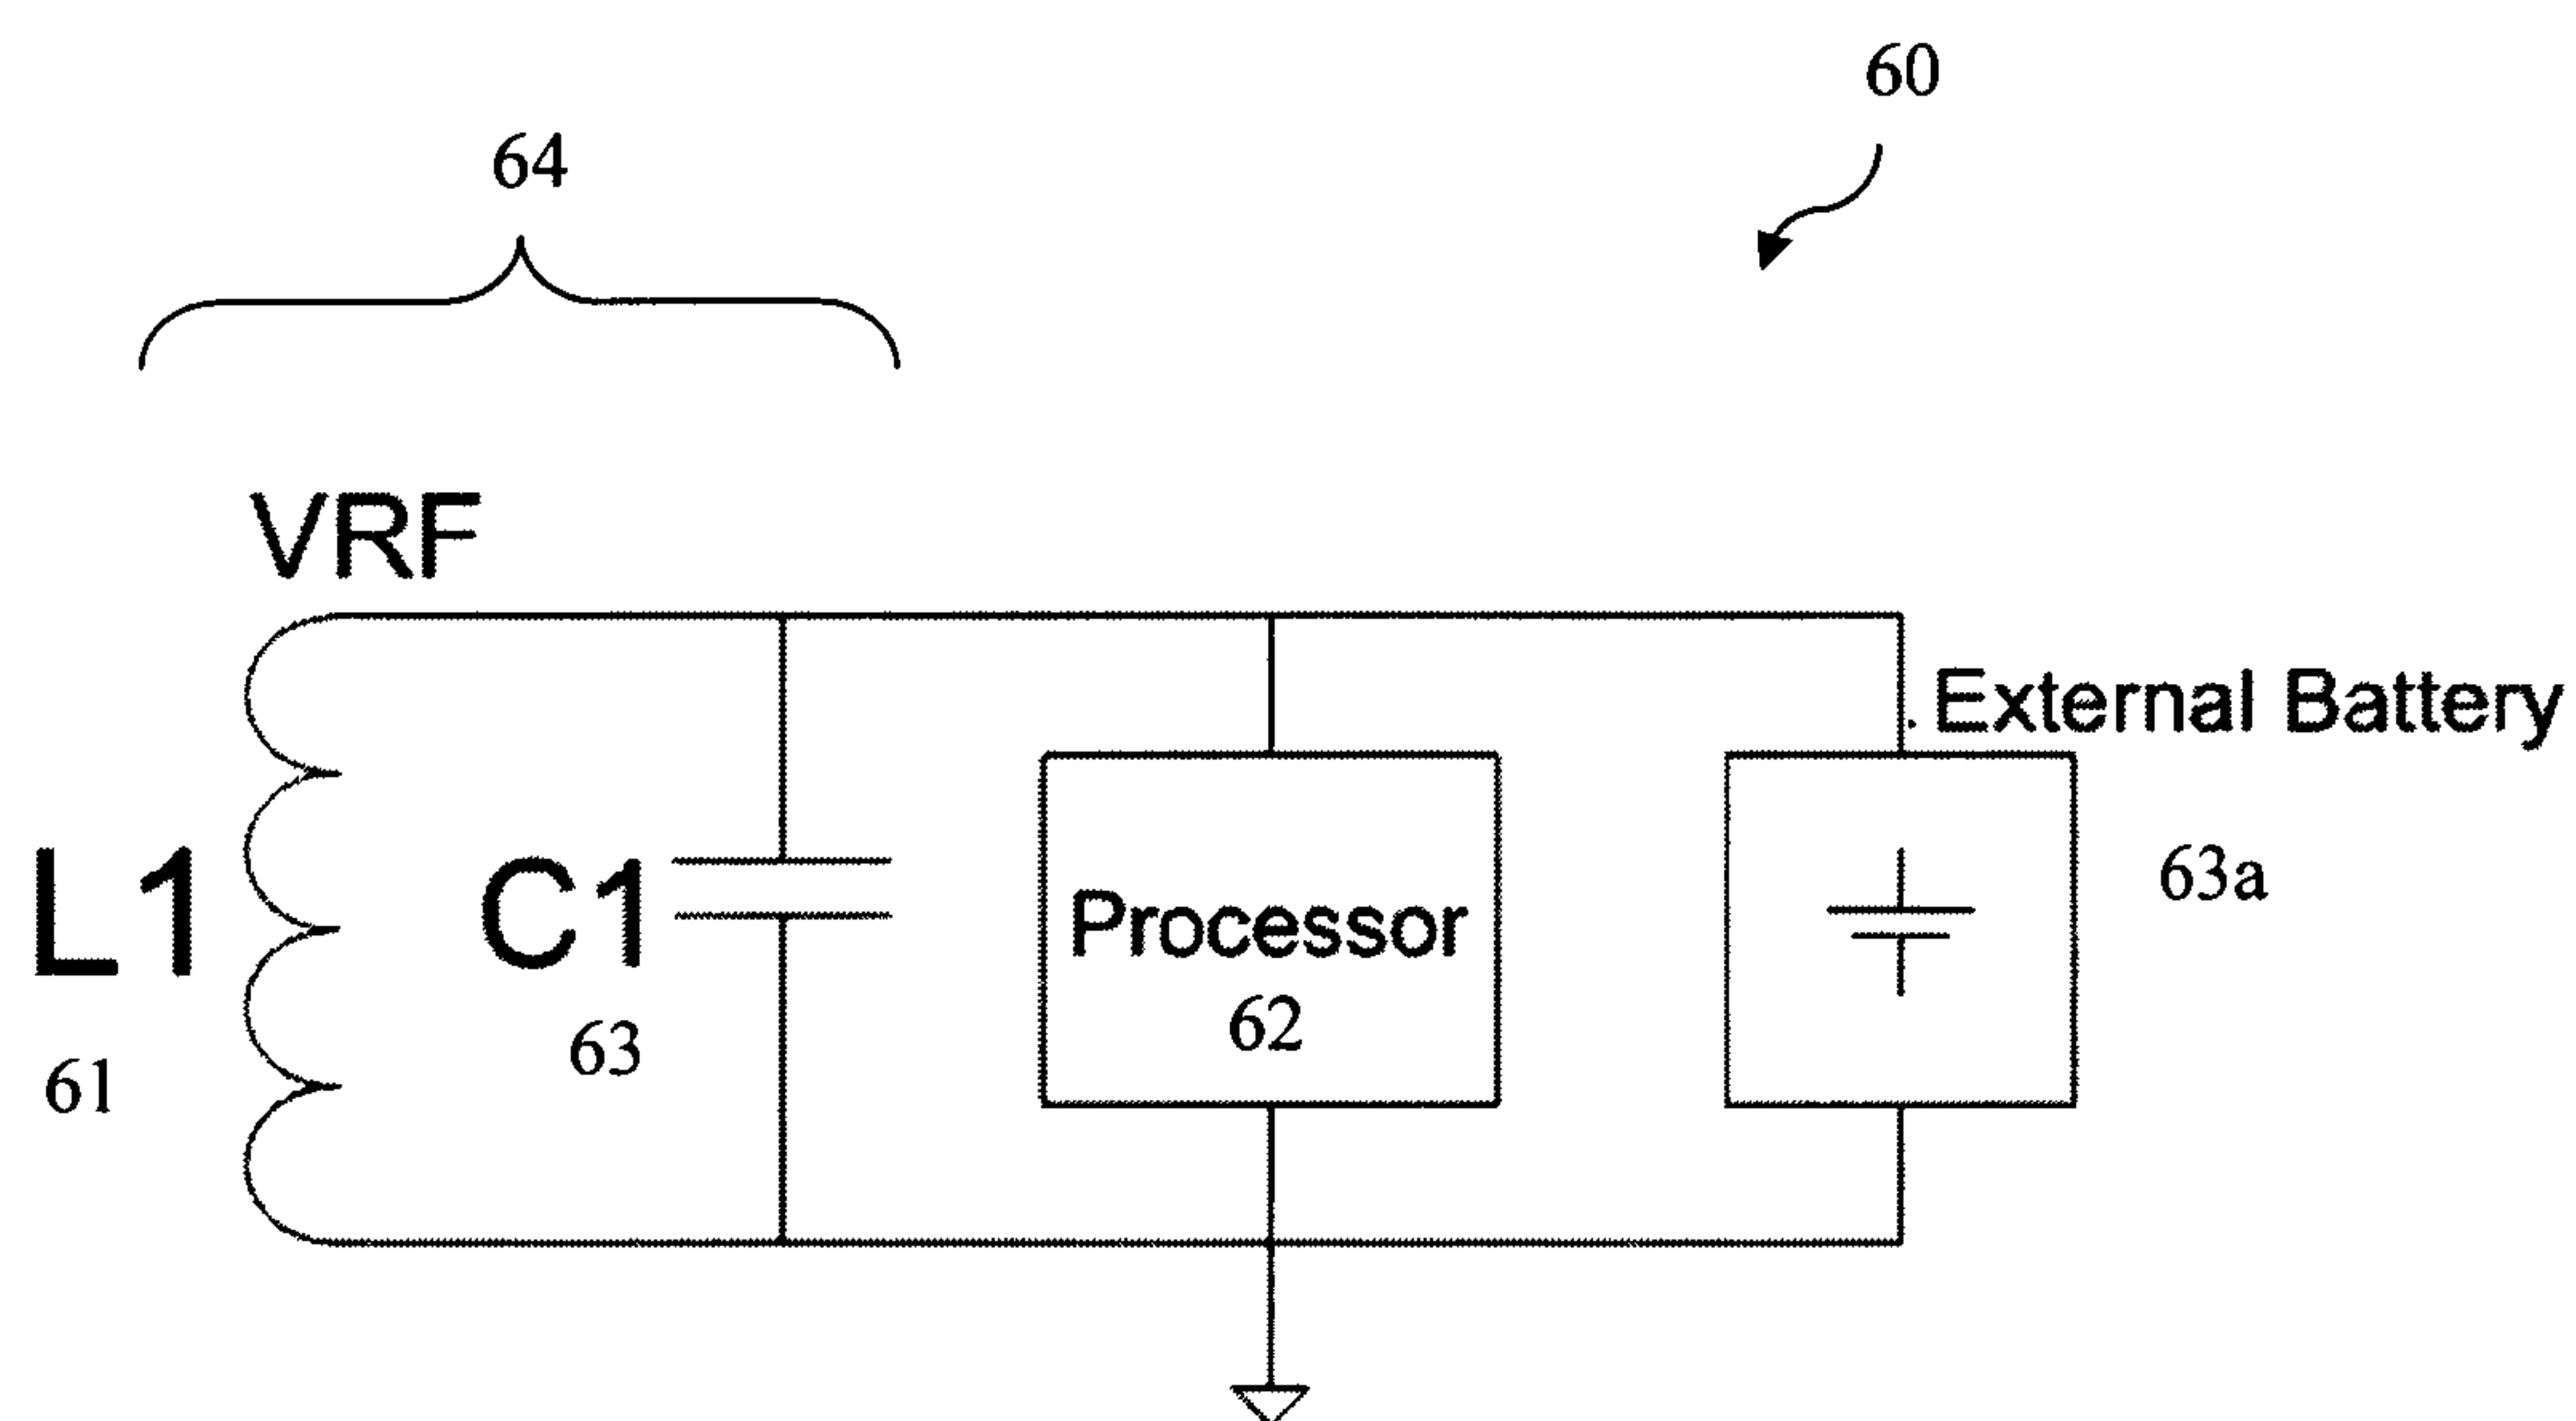 60
64
VRF
External Battery
L1
C1
Processor
63a
61
63
62